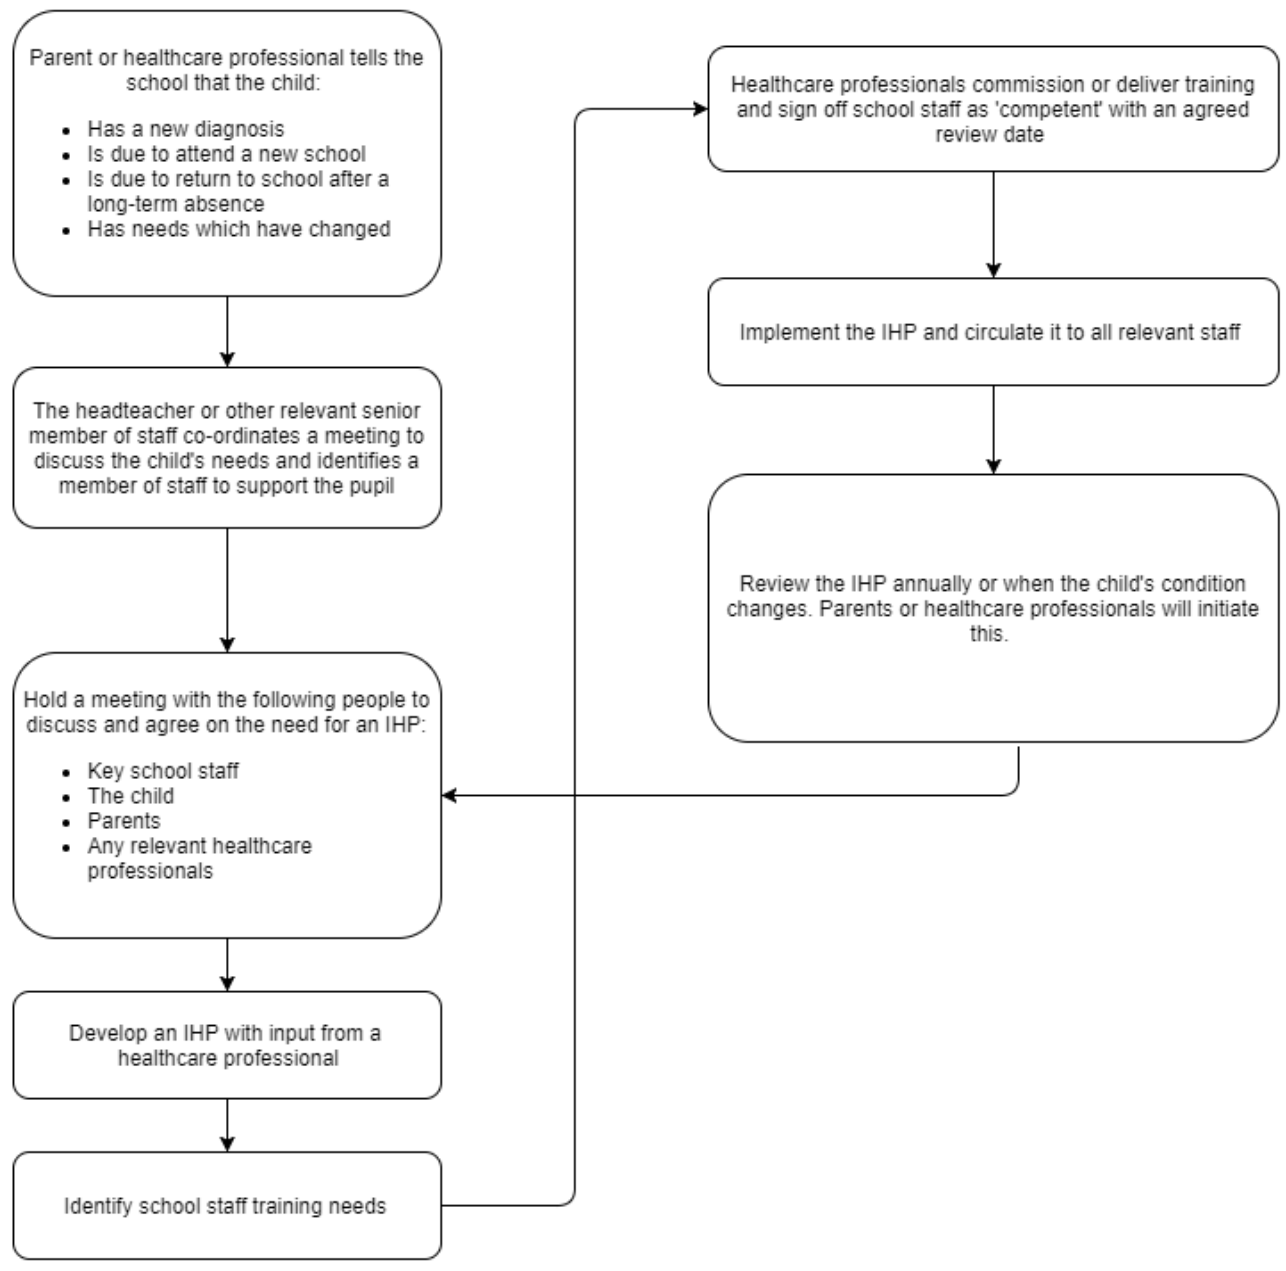 Parent or healthcare professional tells the
school that the child:
• Has a new diagnosis
• Is due to attend a new school
• Is due to return to school after a
long-term absence
• Has needs which have changed
The headteacher or other relevant senior
member of staff co-ordinates a meeting to
discuss the child's needs and identifies a
member of staff to support the pupil
Hold a meeting with the following people to
discuss and agree on the need for an IHP:
• Key school staff
• The child
• Parents
• Any relevant healthcare
professionals
Develop an IHP with input from a
healthcare professional
Identify school staff training needs
Healthcare professionals commission or deliver training
and sign off school staff as 'competent' with an agreed
review date
Implement the IHP and circulate it to all relevant staff
Review the IHP annually or when the child's condition
changes. Parents or healthcare professionals will initiate
this.